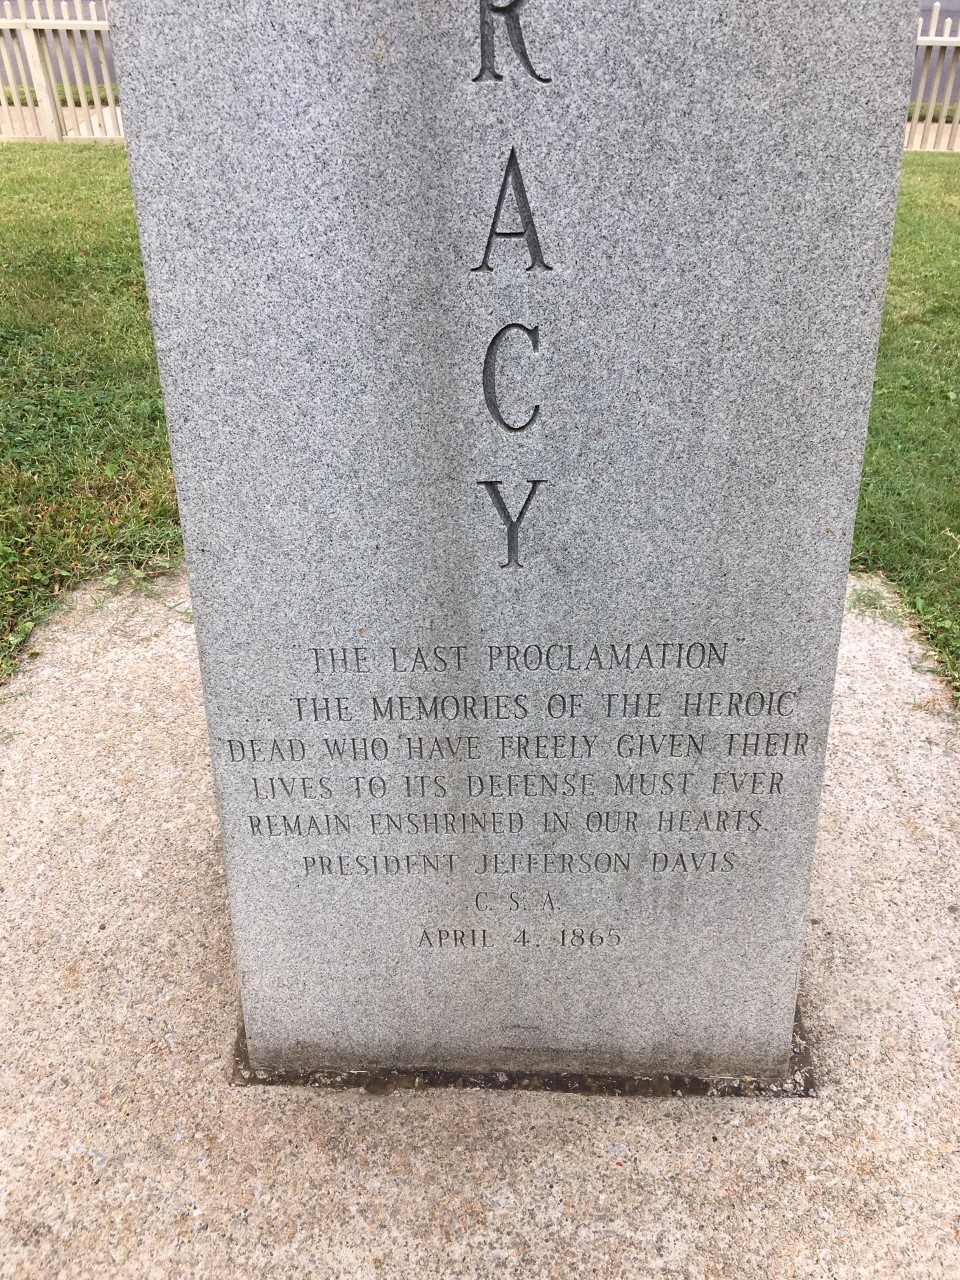 R
A
C
Y
"THE LAST PROCLAMATION"
... THE MEMORIES OF THE HEROIC
DEAD WHO HAVE FREELY GIVEN THEIR
LIVES TO ITS DEFENSE MUST EVER
REMAIN ENSHRINED IN OUR HEARTS...
PRESIDENT JEFFERSON DAVIS
C. S. A.
APRIL 4, 1865